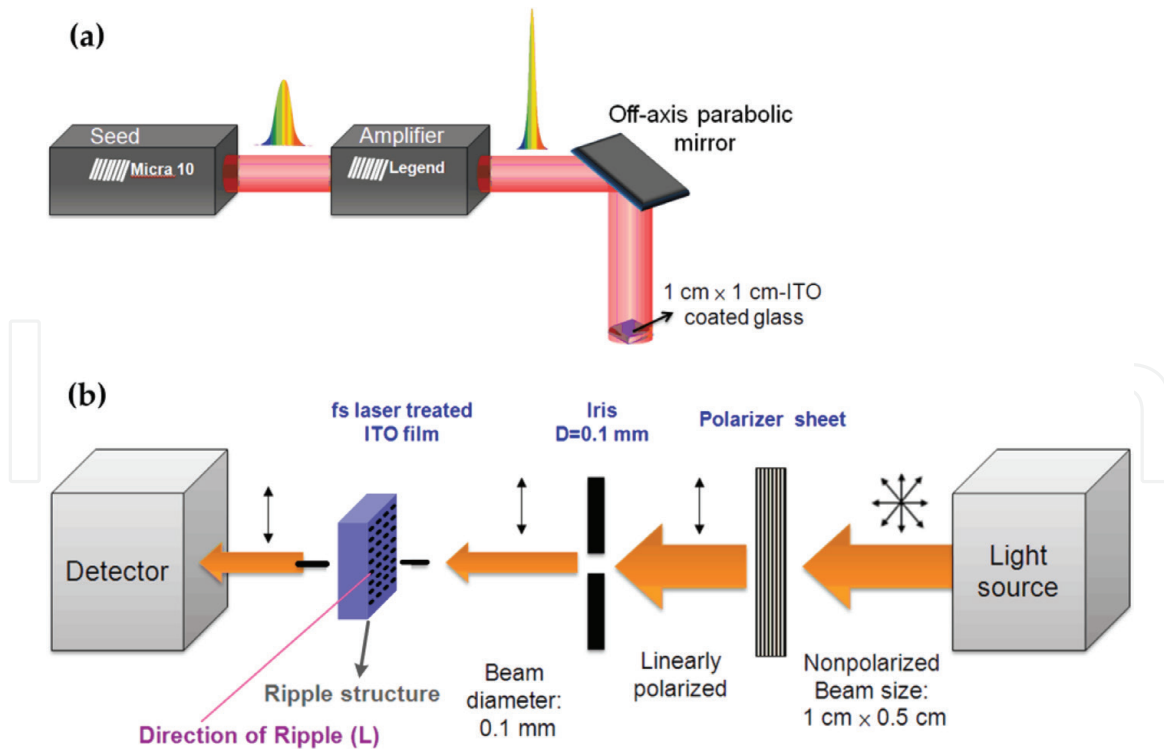 (a)
Seed
Micra 10
Amplifier
Legend
Off-axis parabolic
mirror
1 cm × 1 cm-ITO
coated glass
(b)
fs laser treated
ITO film
Iris
D=0.1 mm
Polarizer sheet
Detector
Light
source
Ripple structure
Direction of Ripple (L)
Beam
diameter:
0.1 mm
Linearly
polarized
Nonpolarized
Beam size:
1 cm × 0.5 cm